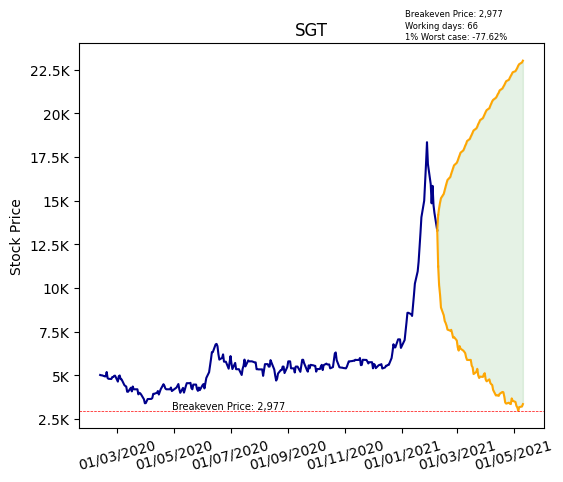 Breakeven Price: 2,977
Working days: 66
1% Worst case: -77.62%
SGT
Stock Price
22.5K
20K
17.5K
15K
12.5K
10K
7.5K
5K
2.5K
Breakeven Price: 2,977
01/03/2020 01/05/2020 01/07/2020 01/09/2020 01/11/2020 01/01/2021 01/03/2021 01/05/2021